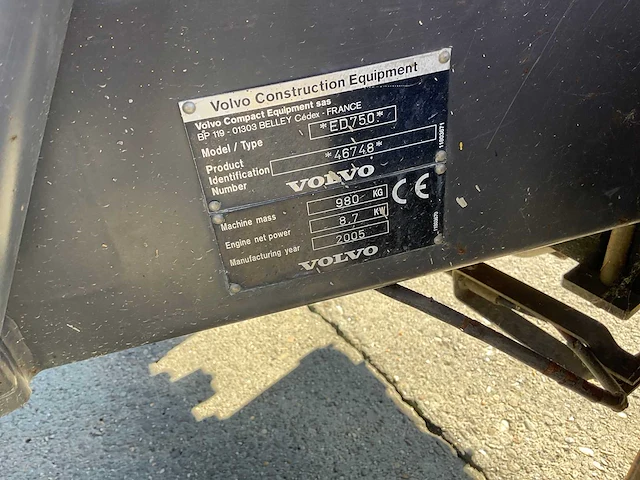 Volvo Construction Equipment
Volvo Compact Equipment sas
BP 119 - 01303 BELLEY Cédex - FRANCE
Model / Type *ED750*
Product Identification Number *46748*
VOLVO
Machine mass 980 KG
Engine net power 8.7 KW
Manufacturing year 2005
CE
VOLVO